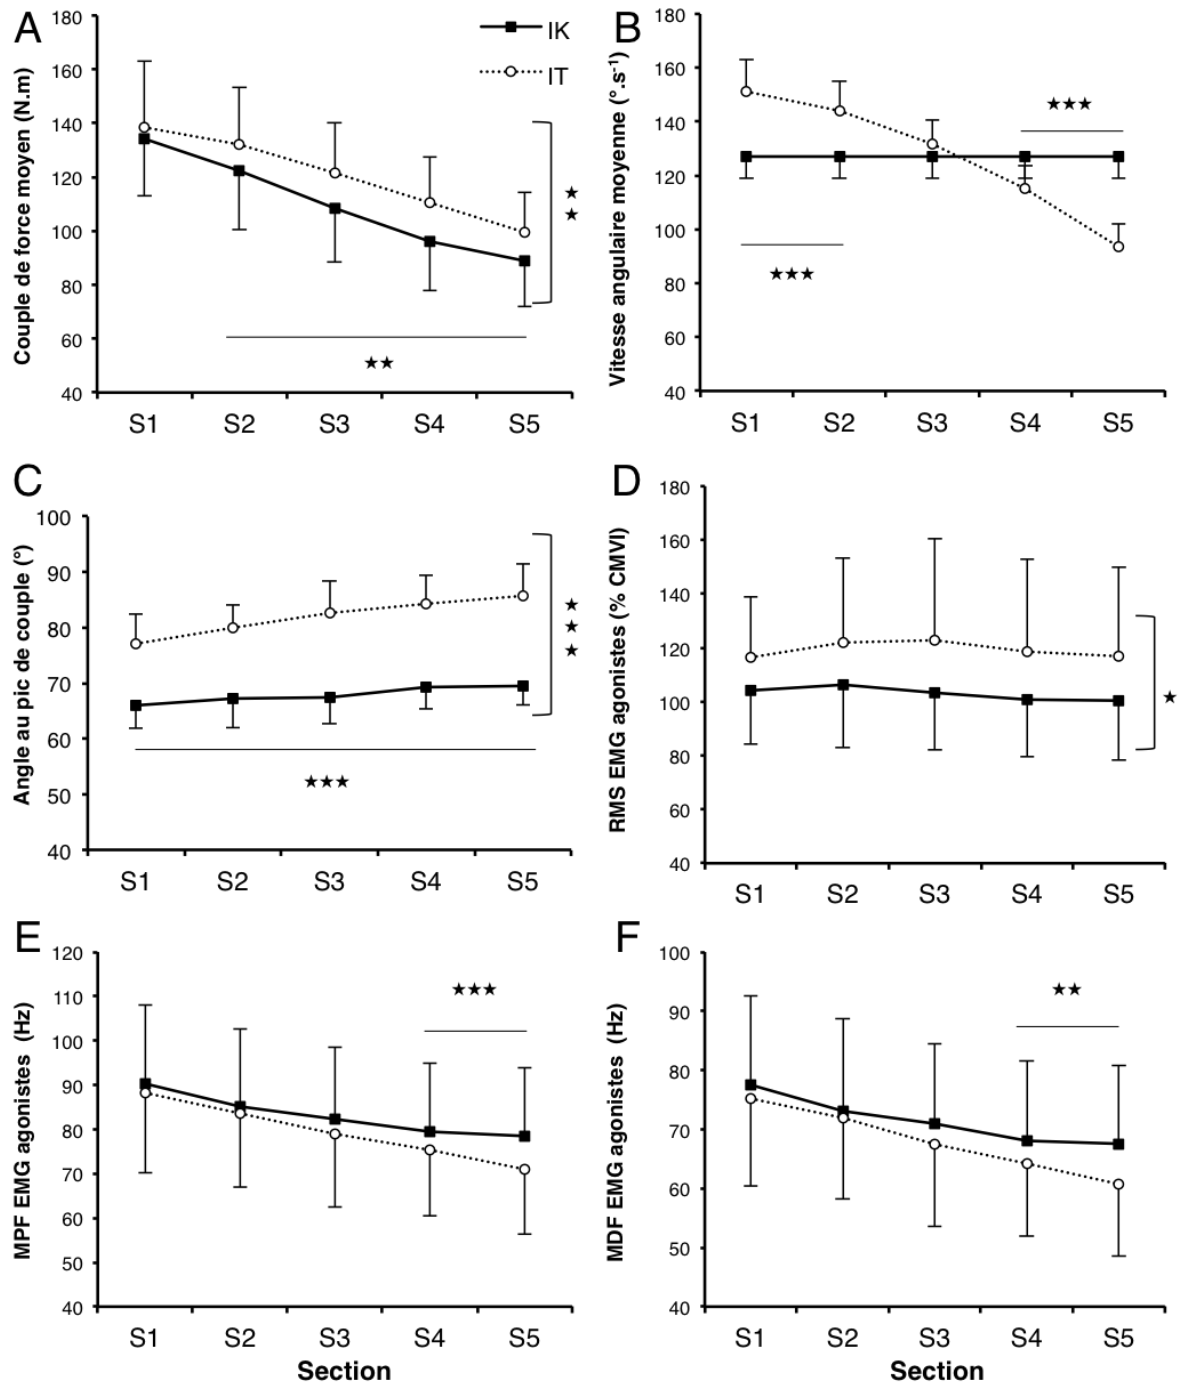 A
Couple de force moyen (N.m)
180
160
140
120
100
80
60
40
IK
IT
★
★
★★
S1 S2 S3 S4 S5
B
Vitesse angulaire moyenne (°.s⁻¹)
180
160
140
120
100
80
60
40
★★★
★★★
S1 S2 S3 S4 S5
C
Angle au pic de couple (°)
100
90
80
70
60
50
40
★
★
★
★★★
S1 S2 S3 S4 S5
D
RMS EMG agonistes (% CMVI)
180
160
140
120
100
80
60
40
★
S1 S2 S3 S4 S5
E
MPF EMG agonistes (Hz)
120
110
100
90
80
70
60
50
40
★★★
S1 S2 S3 S4 S5
Section
F
MDF EMG agonistes (Hz)
100
90
80
70
60
50
40
★★
S1 S2 S3 S4 S5
Section